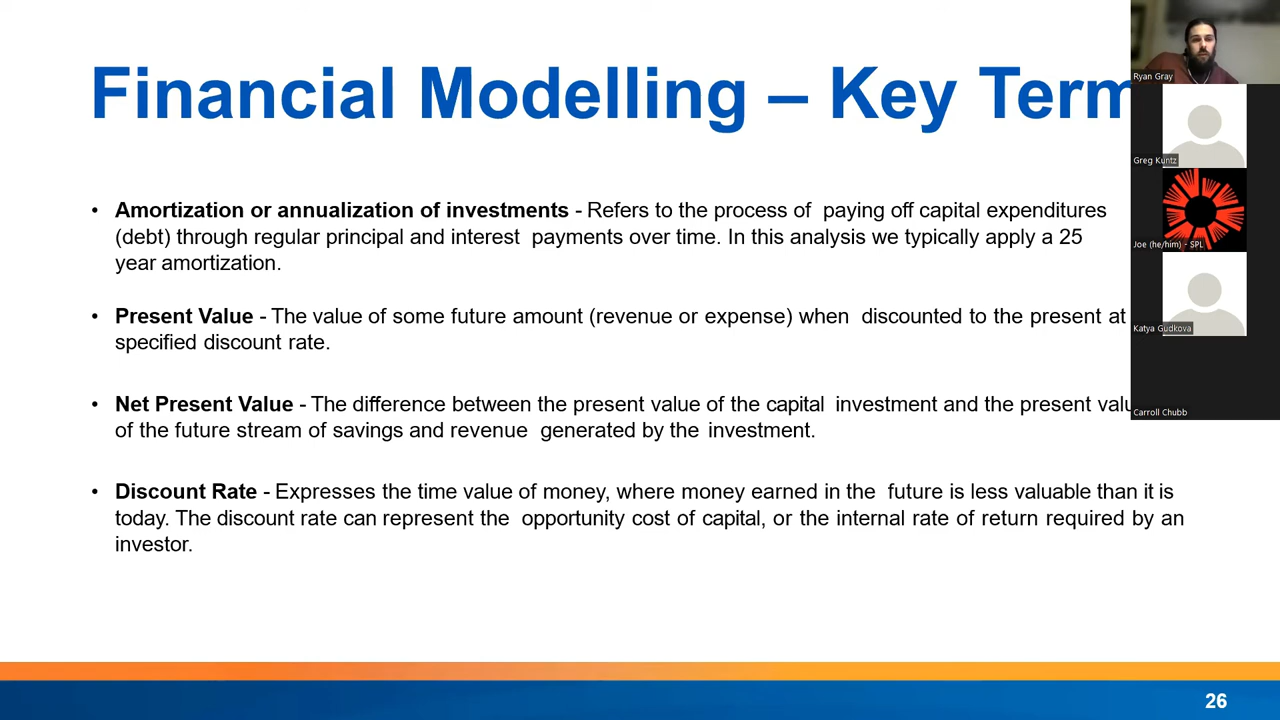 Financial Modelling – Key Term
• Amortization or annualization of investments - Refers to the process of paying off capital expenditures
(debt) through regular principal and interest payments over time. In this analysis we typically apply a 25
year amortization.
• Present Value - The value of some future amount (revenue or expense) when discounted to the present at
specified discount rate.
• Net Present Value - The difference between the present value of the capital investment and the present valu
of the future stream of savings and revenue generated by the investment.
• Discount Rate - Expresses the time value of money, where money earned in the future is less valuable than it is
today. The discount rate can represent the opportunity cost of capital, or the internal rate of return required by an
investor.
26
Ryan Gray
Greg Kuntz
Joe (he/him) - SPL
Katya Gudkova
Carroll Chubb